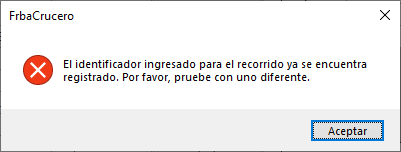 FrbaCrucero
El identificador ingresado para el recorrido ya se encuentra
registrado. Por favor, pruebe con uno diferente.
Aceptar